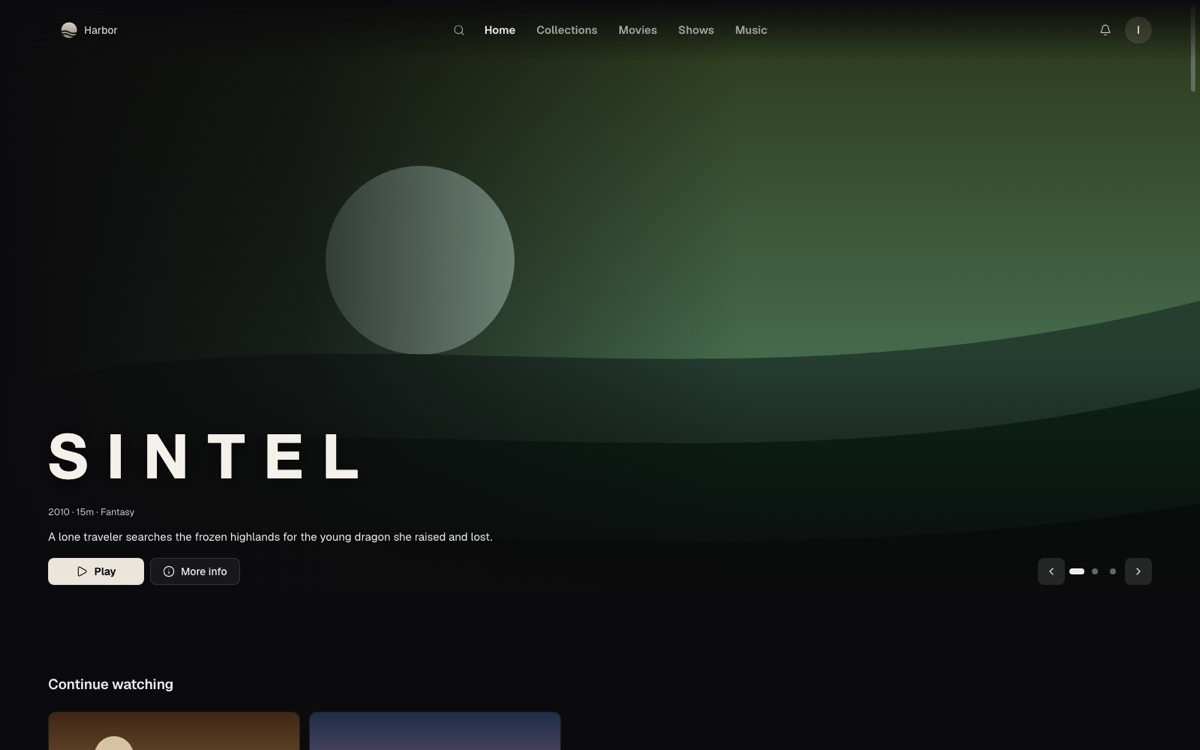 Harbor
Home
Collections
Movies
Shows
Music
I
SINTEL
2010 · 15m · Fantasy
A lone traveler searches the frozen highlands for the young dragon she raised and lost.
Play
More info
Continue watching